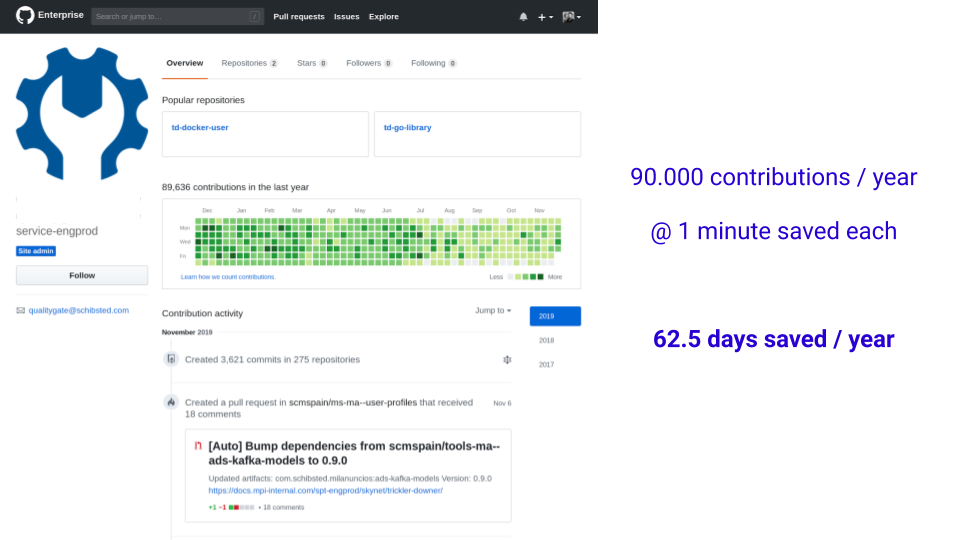 Enterprise
Search or jump to...
/
Pull requests Issues Explore
Overview Repositories 2 Stars 0 Followers 0 Following 0
Popular repositories
td-docker-user
td-go-library
89,636 contributions in the last year
Dec Jan Feb Mar Apr May Jun Jul Aug Sep Oct Nov
Mon
Wed
Fri
Learn how we count contributions.
Less More
service-engprod
Site admin
Follow
qualitygate@schibsted.com
Contribution activity
Jump to
2019
2018
2017
November 2019
Created 3,621 commits in 275 repositories
Created a pull request in scmspain/ms-ma--user-profiles that received
18 comments
Nov 6
[Auto] Bump dependencies from scmspain/tools-ma--
ads-kafka-models to 0.9.0
Updated artifacts: com.schibsted.milanuncios:ads-kafka-models Version: 0.9.0
https://docs.mpi-internal.com/spt-engprod/skynet/trickler-downer/
+1 −1 • 18 comments
90.000 contributions / year
@ 1 minute saved each
62.5 days saved / year